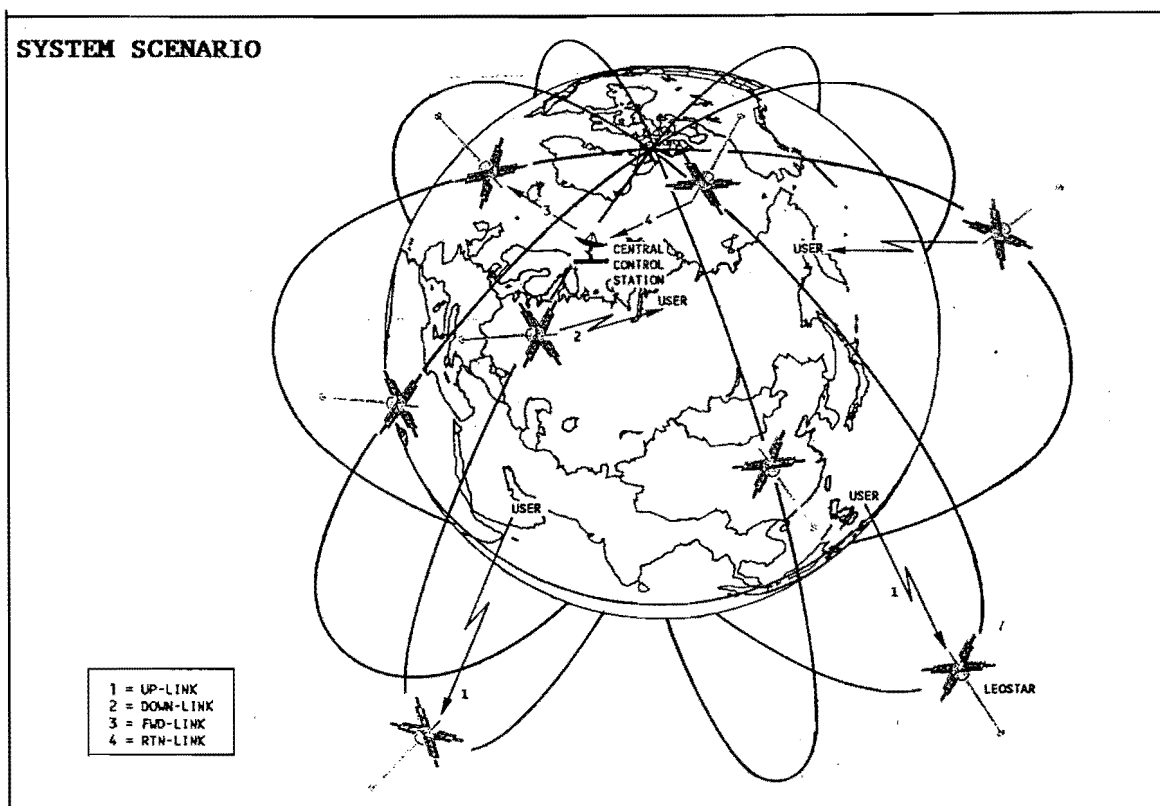 SYSTEM SCENARIO
3
4
CENTRAL
CONTROL
STATION
USER
USER
2
USER
USER
1
1
LEOSTAR
1 = UP-LINK
2 = DOWN-LINK
3 = FWD-LINK
4 = RTN-LINK